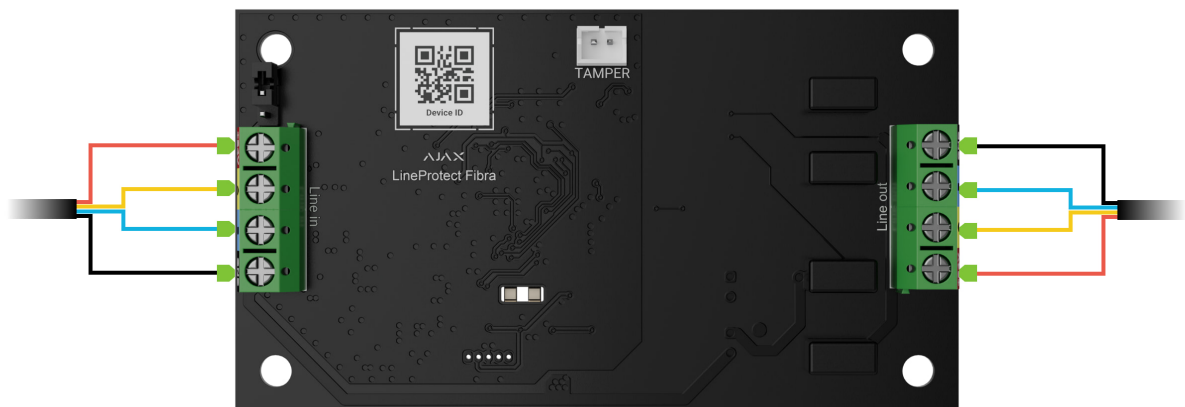 TAMPER
Device ID
AJAX
LineProtect Fibra
Line in
Line out